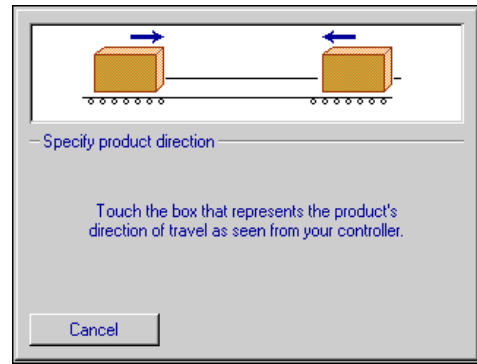 Specify product direction
Touch the box that represents the product's
direction of travel as seen from your controller.
Cancel